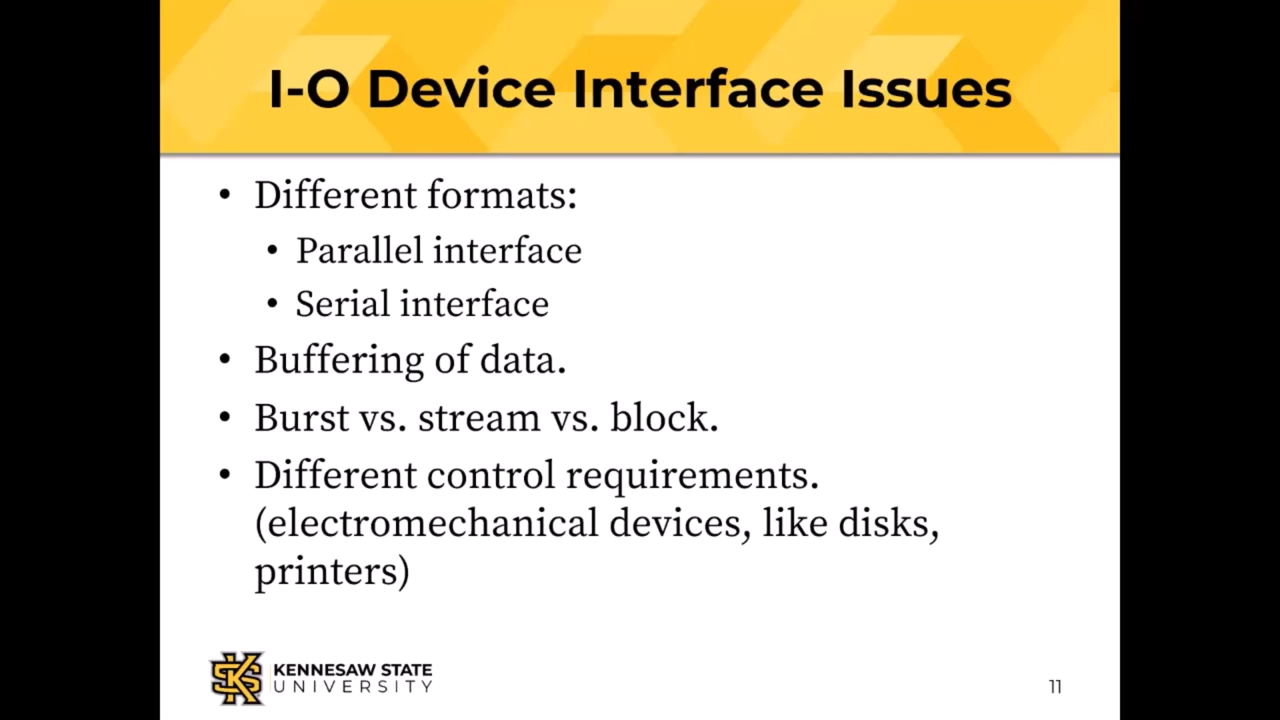 I-O Device Interface Issues
• Different formats:
• Parallel interface
• Serial interface
• Buffering of data.
• Burst vs. stream vs. block.
• Different control requirements.
(electromechanical devices, like disks,
printers)
KENNESAW STATE
UNIVERSITY
11